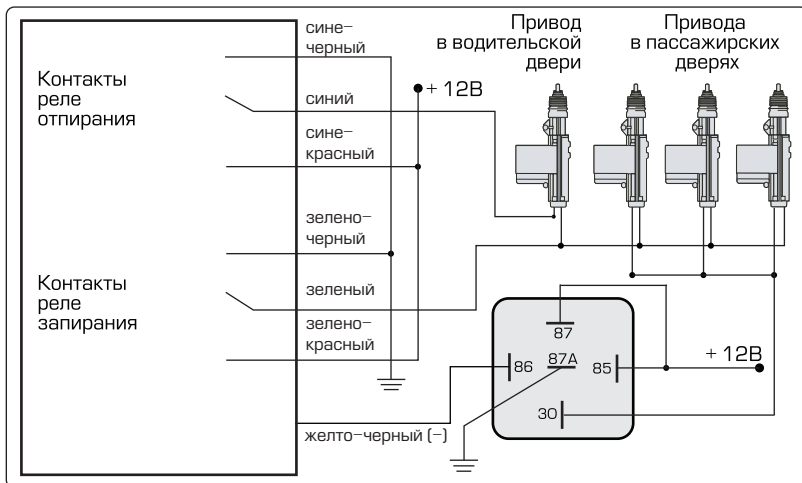 сине-
черный
Контакты
реле
отпирания
синий
сине-
красный
+ 12В
Привод
в водительской
двери
Привода
в пассажирских
дверях
зелено-
черный
Контакты
реле
запирания
зеленый
зелено-
красный
желто-черный (-)
87
86
87А
85
30
+ 12В